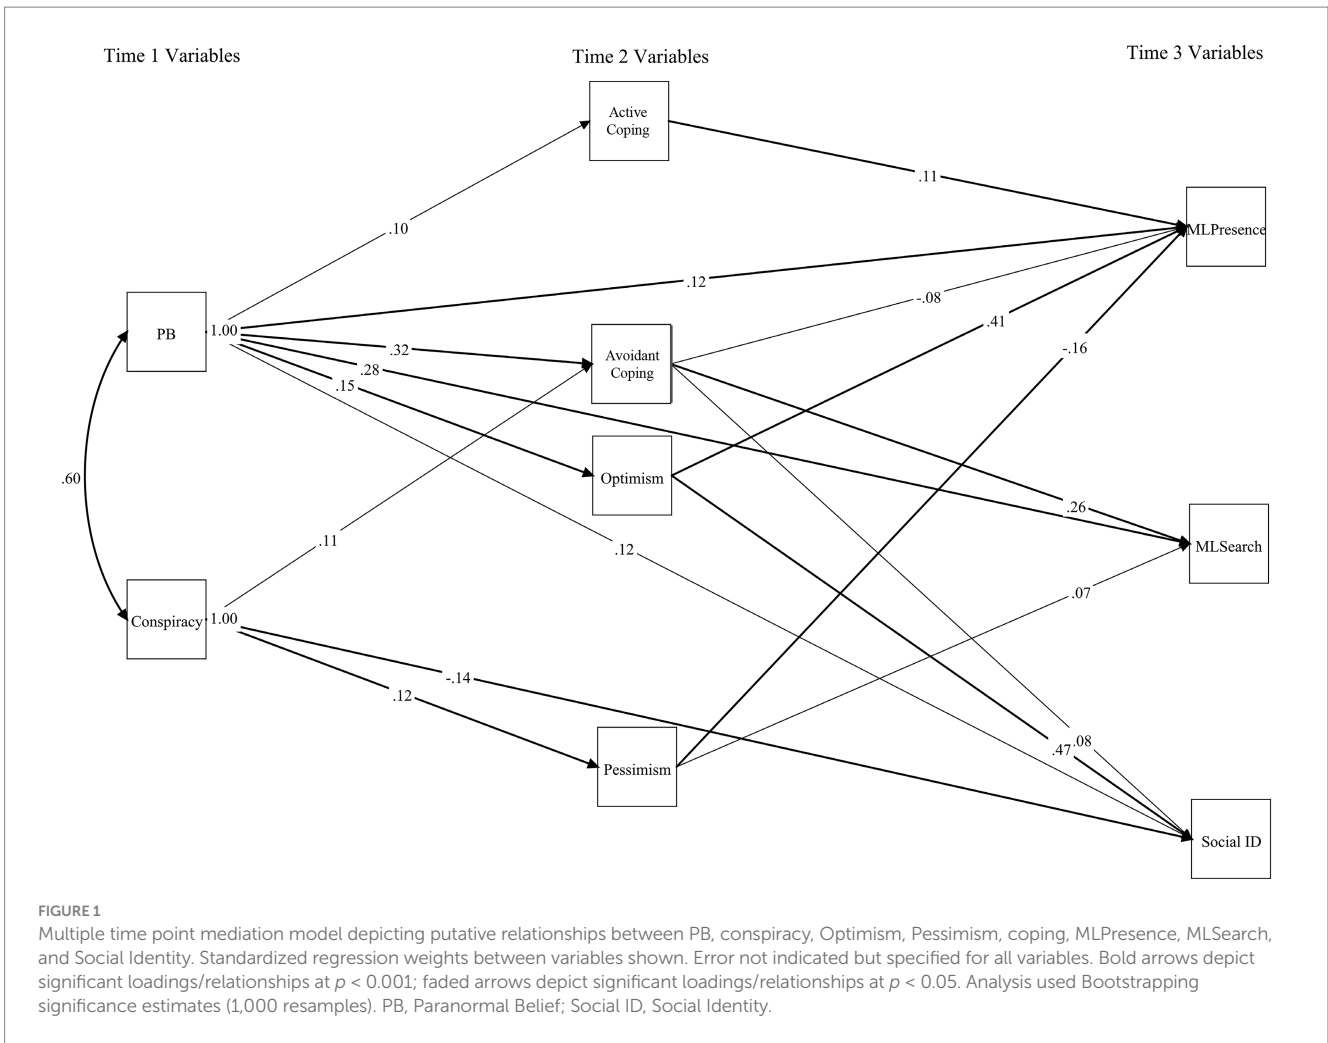 Time 1 Variables
Time 2 Variables
Time 3 Variables
Active
Coping
.11
MLPresence
.10
.12
-.08
.41
PB
1.00
.32
Avoidant
Coping
-.16
.28
.15
.60
Optimism
.26
.11
.12
MLSearch
.07
Conspiracy
1.00
-.14
.12
.08
.47
Pessimism
Social ID
FIGURE 1
Multiple time point mediation model depicting putative relationships between PB, conspiracy, Optimism, Pessimism, coping, MLPresence, MLSearch,
and Social Identity. Standardized regression weights between variables shown. Error not indicated but specified for all variables. Bold arrows depict
significant loadings/relationships at p < 0.001; faded arrows depict significant loadings/relationships at p < 0.05. Analysis used Bootstrapping
significance estimates (1,000 resamples). PB, Paranormal Belief; Social ID, Social Identity.